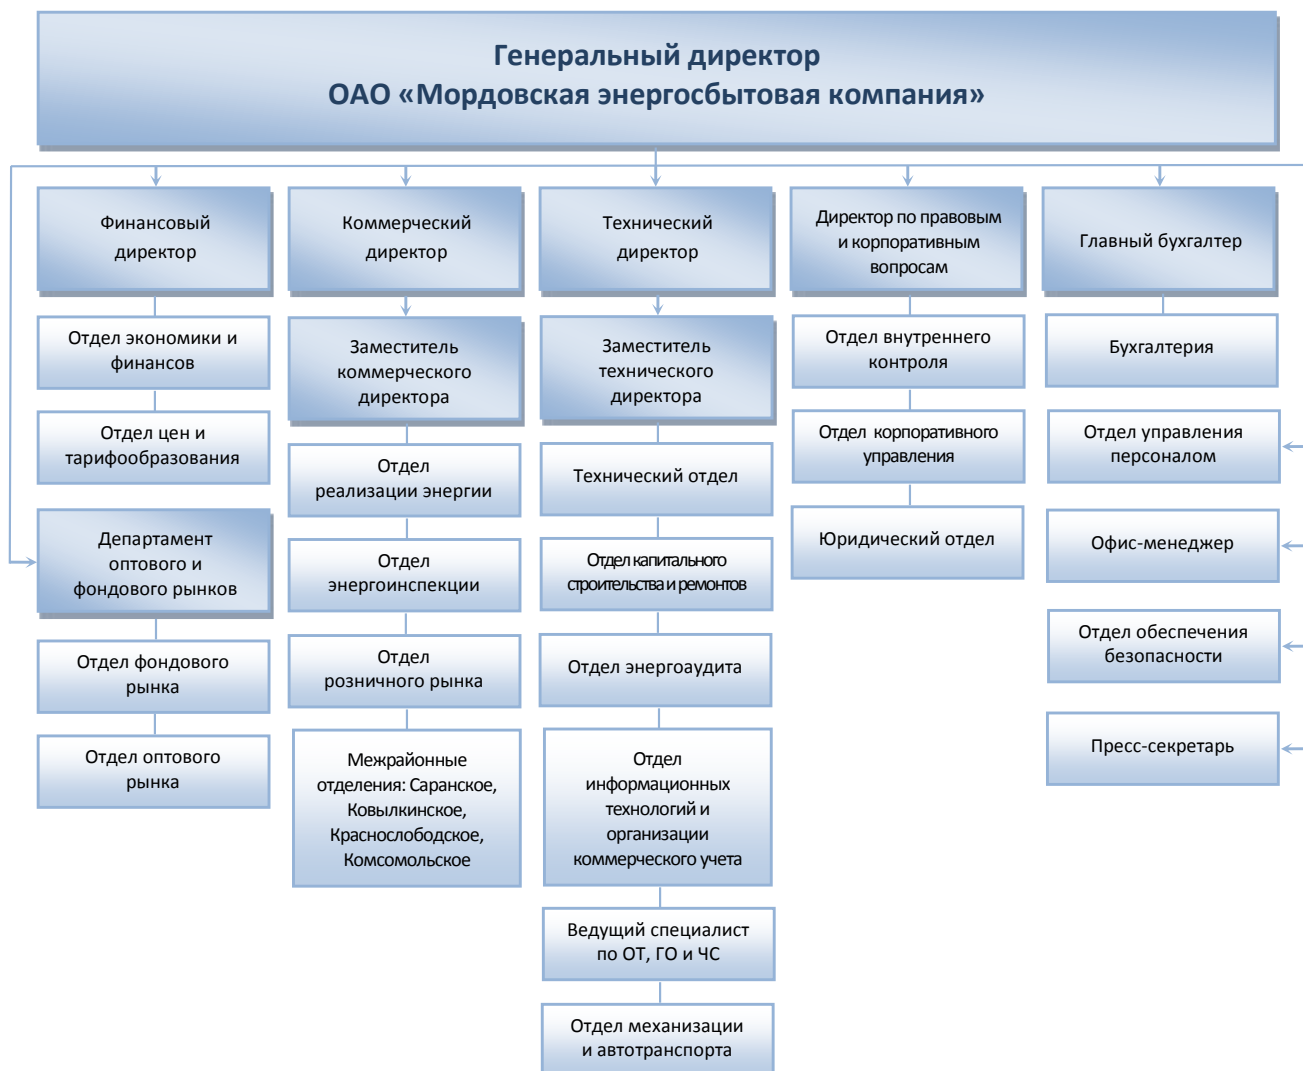 Генеральный директор
ОАО «Мордовская энергосбытовая компания»
Финансовый
директор
Коммерческий
директор
Технический
директор
Директор по правовым
и корпоративным
вопросам
Главный бухгалтер
Отдел экономики и
финансов
Отдел цен и
тарифообразования
Департамент
оптового и
фондового рынков
Отдел фондового
рынка
Отдел оптового
рынка
Заместитель
коммерческого
директора
Отдел
реализации энергии
Отдел
энергоинспекции
Отдел
розничного рынка
Межрайонные
отделения: Саранское,
Ковылкинское,
Краснослободское,
Комсомольское
Заместитель
технического
директора
Технический отдел
Отдел капитального
строительства и ремонтов
Отдел энергоаудита
Отдел
информационных
технологий и
организации
коммерческого учета
Ведущий специалист
по ОТ, ГО и ЧС
Отдел механизации
и автотранспорта
Отдел внутреннего
контроля
Отдел корпоративного
управления
Юридический отдел
Бухгалтерия
Отдел управления
персоналом
Офис-менеджер
Отдел обеспечения
безопасности
Пресс-секретарь